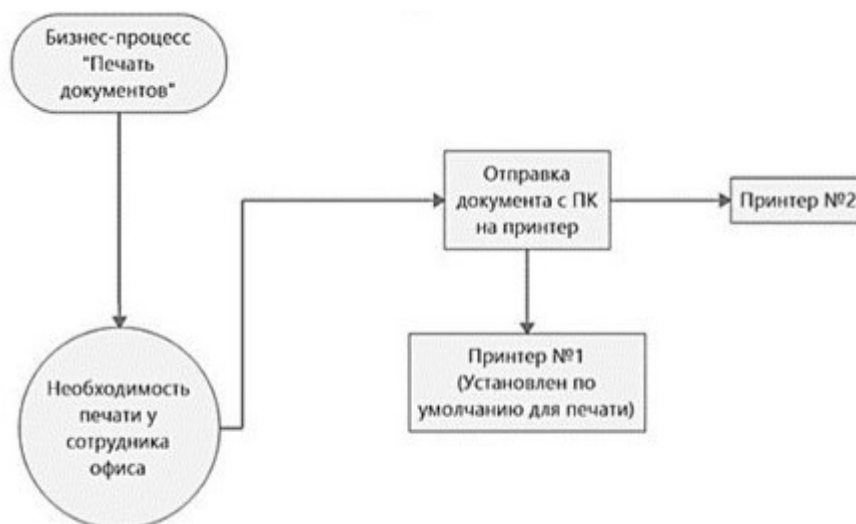 Бизнес-процесс
"Печать
документов"
Отправка
документа с ПК
на принтер
Принтер №2
Принтер №1
(Установлен по
умолчанию для печати)
Необходимость
печати у
сотрудника
офиса